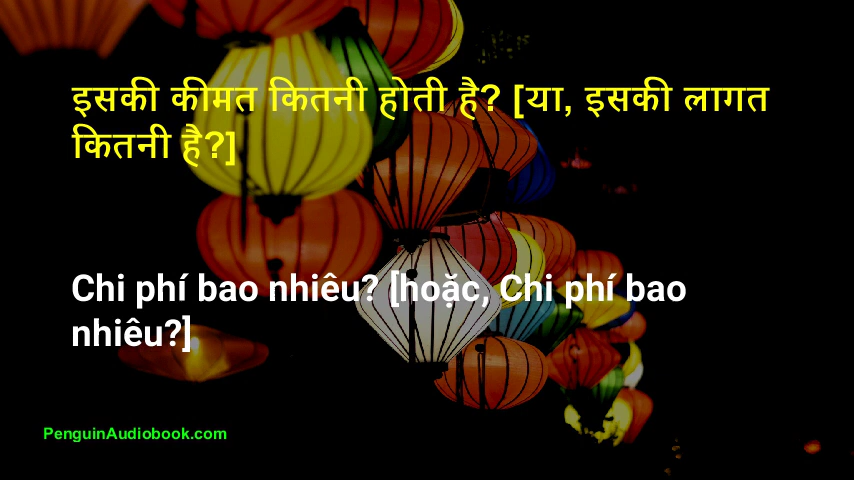 इसकी कीमत कितनी होती है? [या, इसकी लागत
कितनी है?]
Chi phí bao nhiêu? [hoặc, Chi phí bao
nhiêu?]
PenguinAudiobook.com